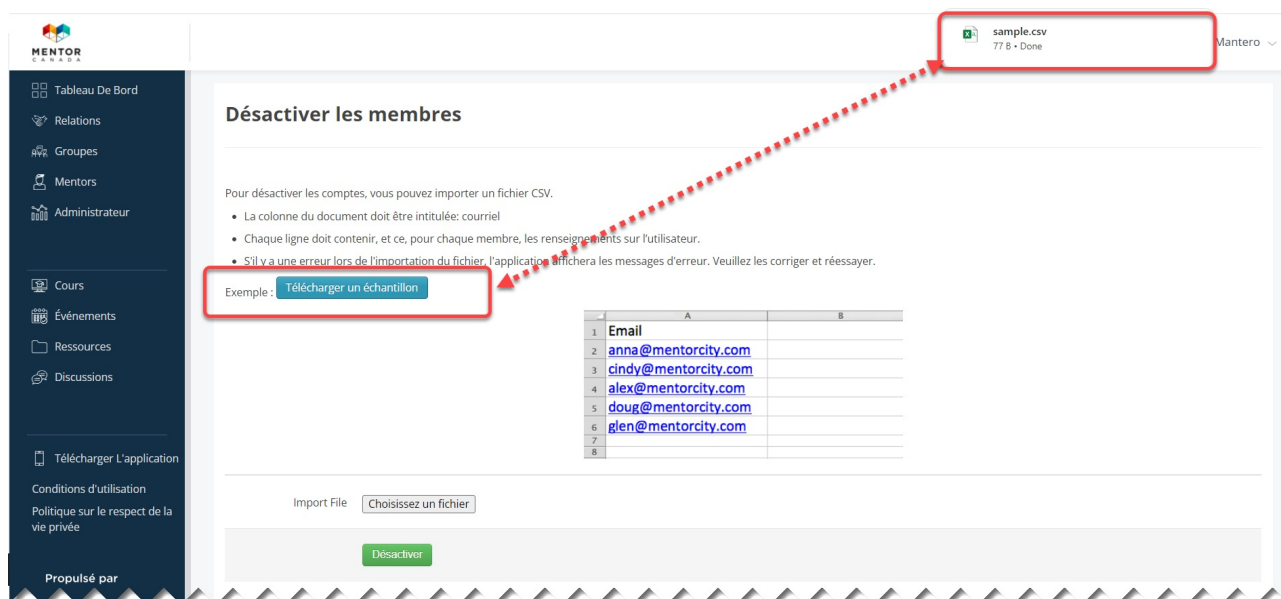 MENTOR
CANADA
sample.csv
77 B • Done
Mantero
Tableau De Bord
Relations
Groupes
Mentors
Administrateur
Cours
Événements
Ressources
Discussions
Télécharger L'application
Conditions d'utilisation
Politique sur le respect de la
vie privée
Propulsé par
Désactiver les membres
Pour désactiver les comptes, vous pouvez importer un fichier CSV.
• La colonne du document doit être intitulée: courriel
• Chaque ligne doit contenir, et ce, pour chaque membre, les renseignements sur l'utilisateur.
• S'il y a une erreur lors de l'importation du fichier, l'application affichera les messages d'erreur. Veuillez les corriger et réessayer.
Exemple : Télécharger un échantillon
A B
1 Email
2 anna@mentorcity.com
3 cindy@mentorcity.com
4 alex@mentorcity.com
5 doug@mentorcity.com
6 glen@mentorcity.com
7
8
Import File Choisissez un fichier
Désactiver